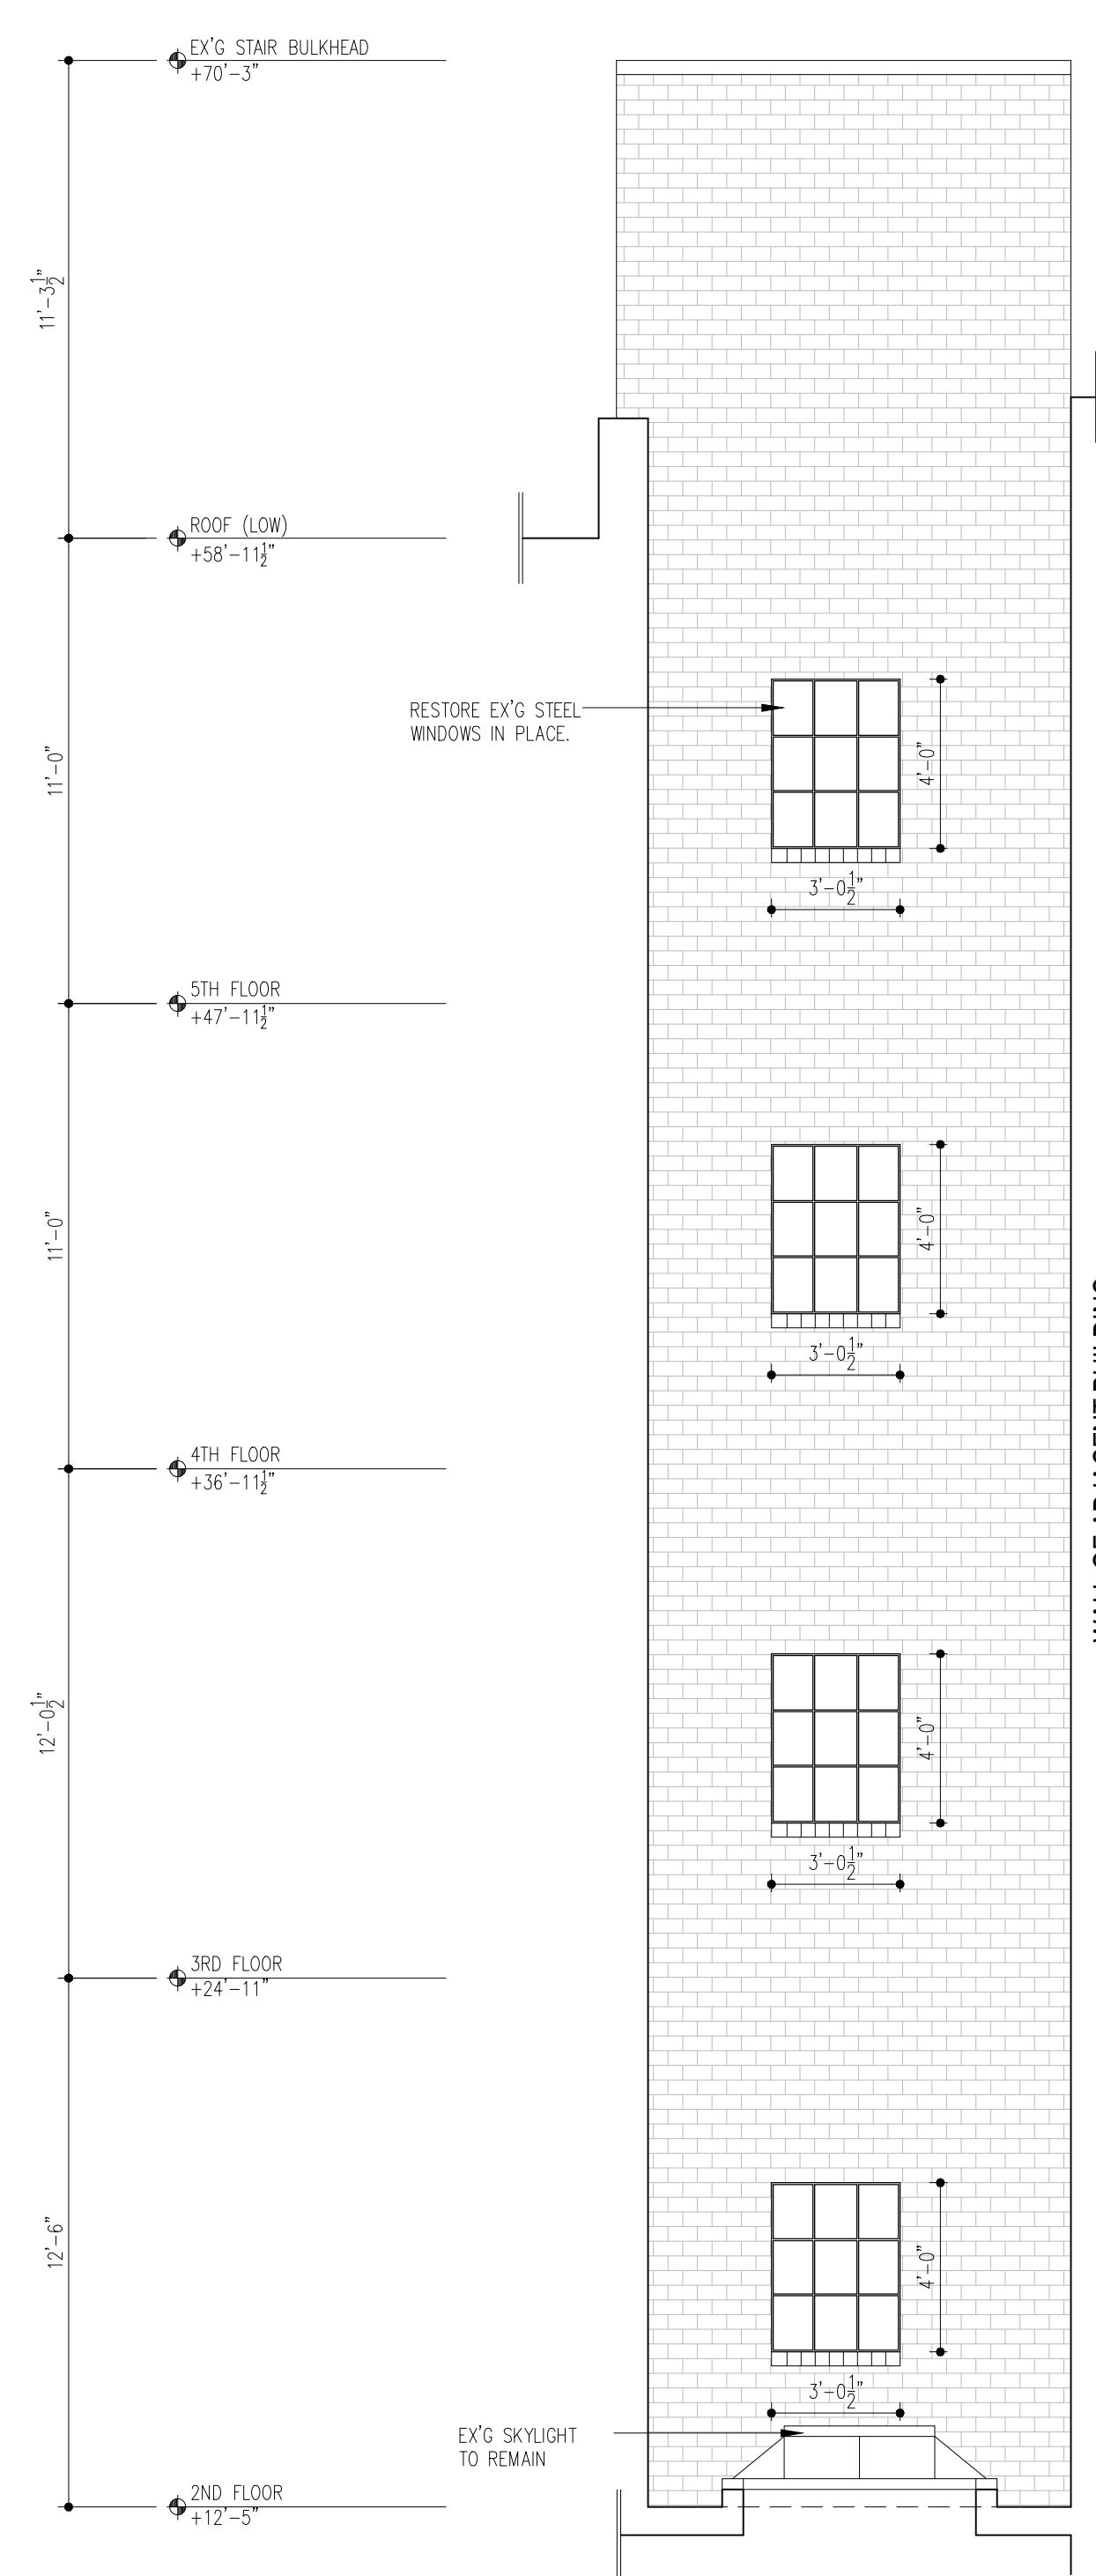 EX'G STAIR BULKHEAD
+70'-3"
11'-3½"
ROOF (LOW)
+58'-11½"
RESTORE EX'G STEEL
WINDOWS IN PLACE.
4'-0"
3'-0½"
11'-0"
5TH FLOOR
+47'-11½"
4'-0"
3'-0½"
11'-0"
4TH FLOOR
+36'-11½"
4'-0"
3'-0½"
12'-0½"
3RD FLOOR
+24'-11"
4'-0"
3'-0½"
12'-6"
EX'G SKYLIGHT
TO REMAIN
2ND FLOOR
+12'-5"